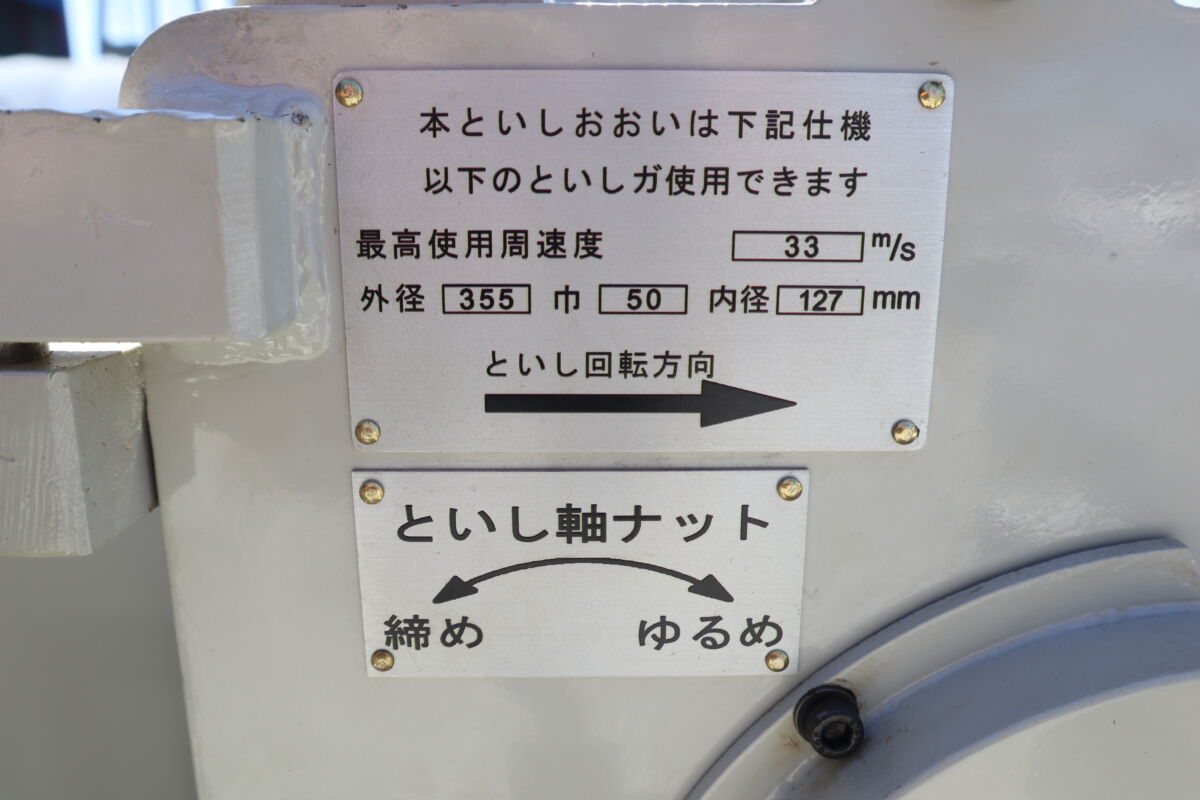 本といしおおいは下記仕機
以下のといしガ使用できます
最高使用周速度 33 m/s
外径 355 巾 50 内径 127 mm
といし回転方向
といし軸ナット
締め ゆるめ